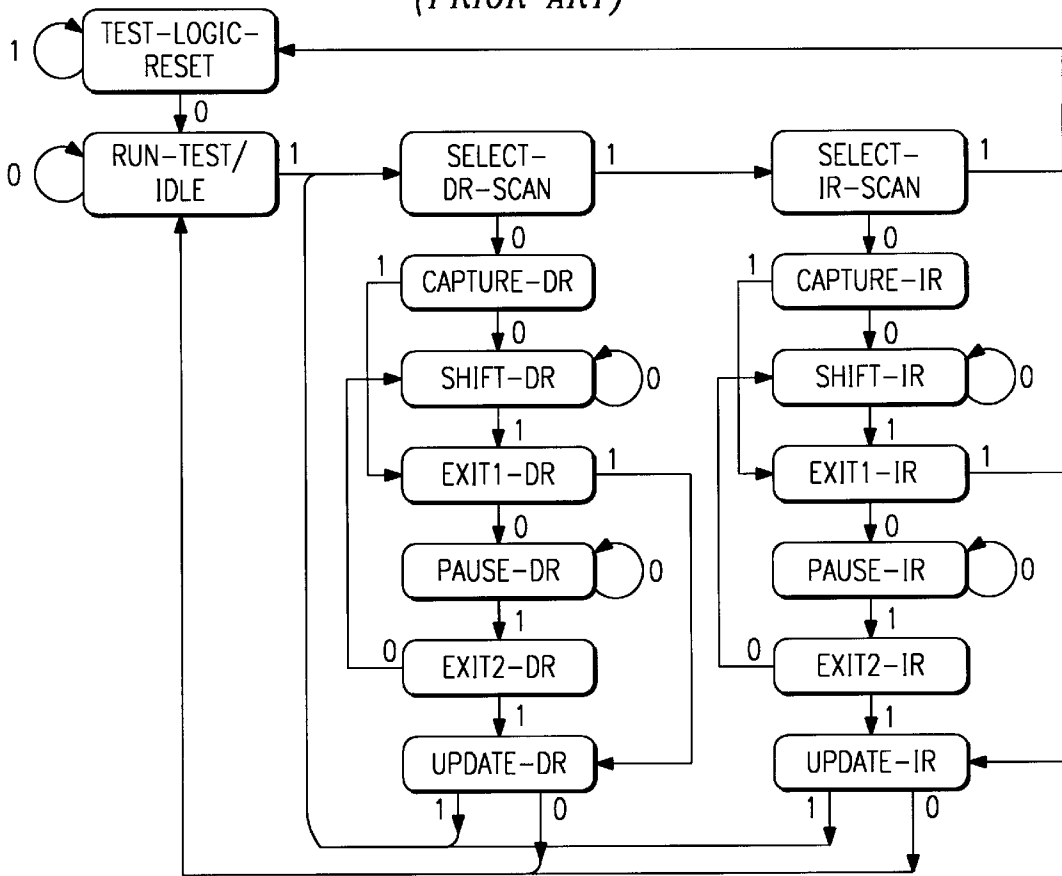 (PRIOR ART)
1
TEST-LOGIC-
RESET
0
0
RUN-TEST/
IDLE
1
SELECT-
DR-SCAN
1
SELECT-
IR-SCAN
1
0
0
1
CAPTURE-DR
1
CAPTURE-IR
0
0
SHIFT-DR
0
SHIFT-IR
0
1
1
EXIT1-DR
1
EXIT1-IR
1
0
0
PAUSE-DR
0
PAUSE-IR
0
1
1
0
EXIT2-DR
0
EXIT2-IR
1
1
UPDATE-DR
UPDATE-IR
1
0
1
0